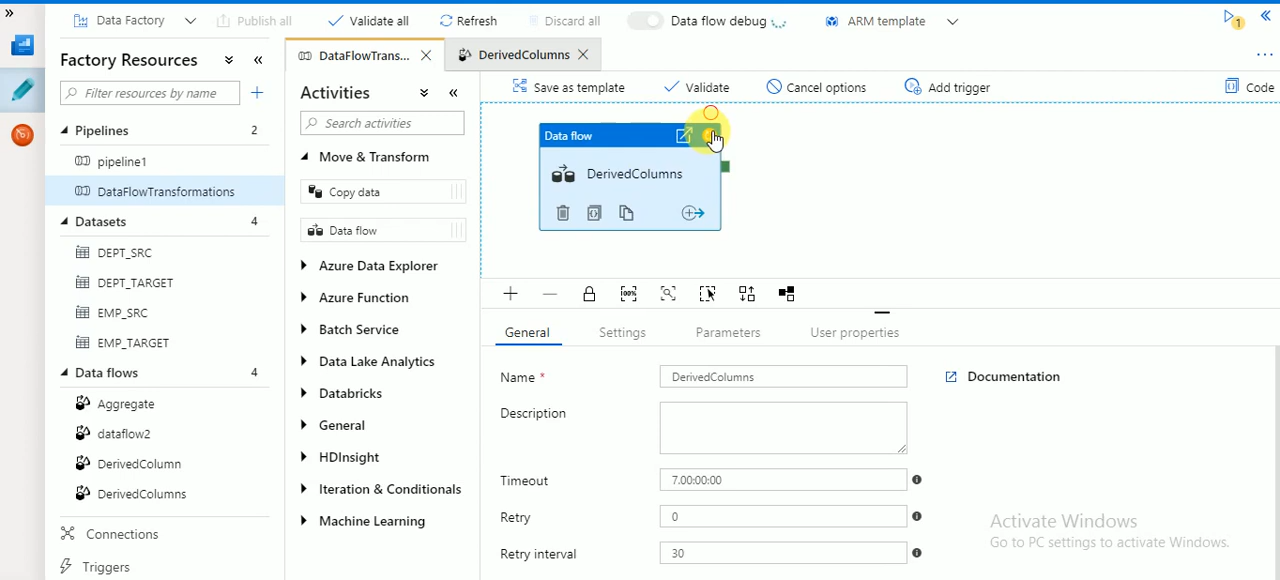 Data Factory
Publish all
Validate all
Refresh
Discard all
Data flow debug
ARM template
1
Factory Resources
Filter resources by name
Pipelines 2
pipeline1
DataFlowTransformations
Datasets 4
DEPT_SRC
DEPT_TARGET
EMP_SRC
EMP_TARGET
Data flows 4
Aggregate
dataflow2
DerivedColumn
DerivedColumns
Connections
Triggers
DataFlowTrans...
DerivedColumns
Activities
Search activities
Move & Transform
Copy data
Data flow
Azure Data Explorer
Azure Function
Batch Service
Data Lake Analytics
Databricks
General
HDInsight
Iteration & Conditionals
Machine Learning
Save as template
Validate
Cancel options
Add trigger
Code
Data flow
DerivedColumns
100%
General
Settings
Parameters
User properties
Name * DerivedColumns
Documentation
Description
Timeout 7.00:00:00
Retry 0
Retry interval 30
Activate Windows
Go to PC settings to activate Windows.